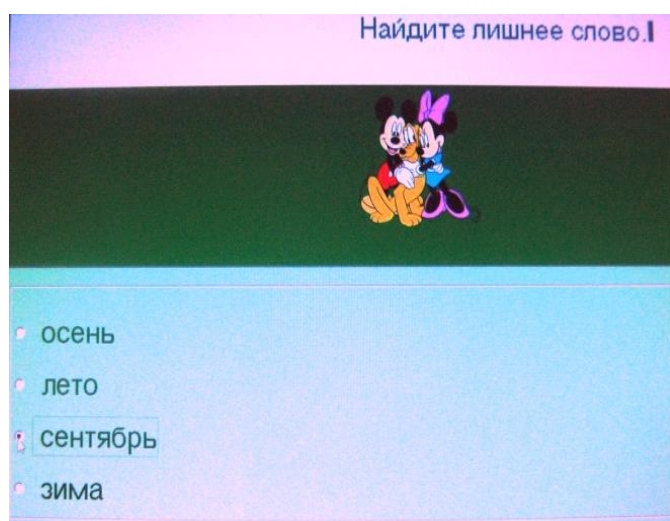 Найдите лишнее слово.
осень
лето
сентябрь
зима